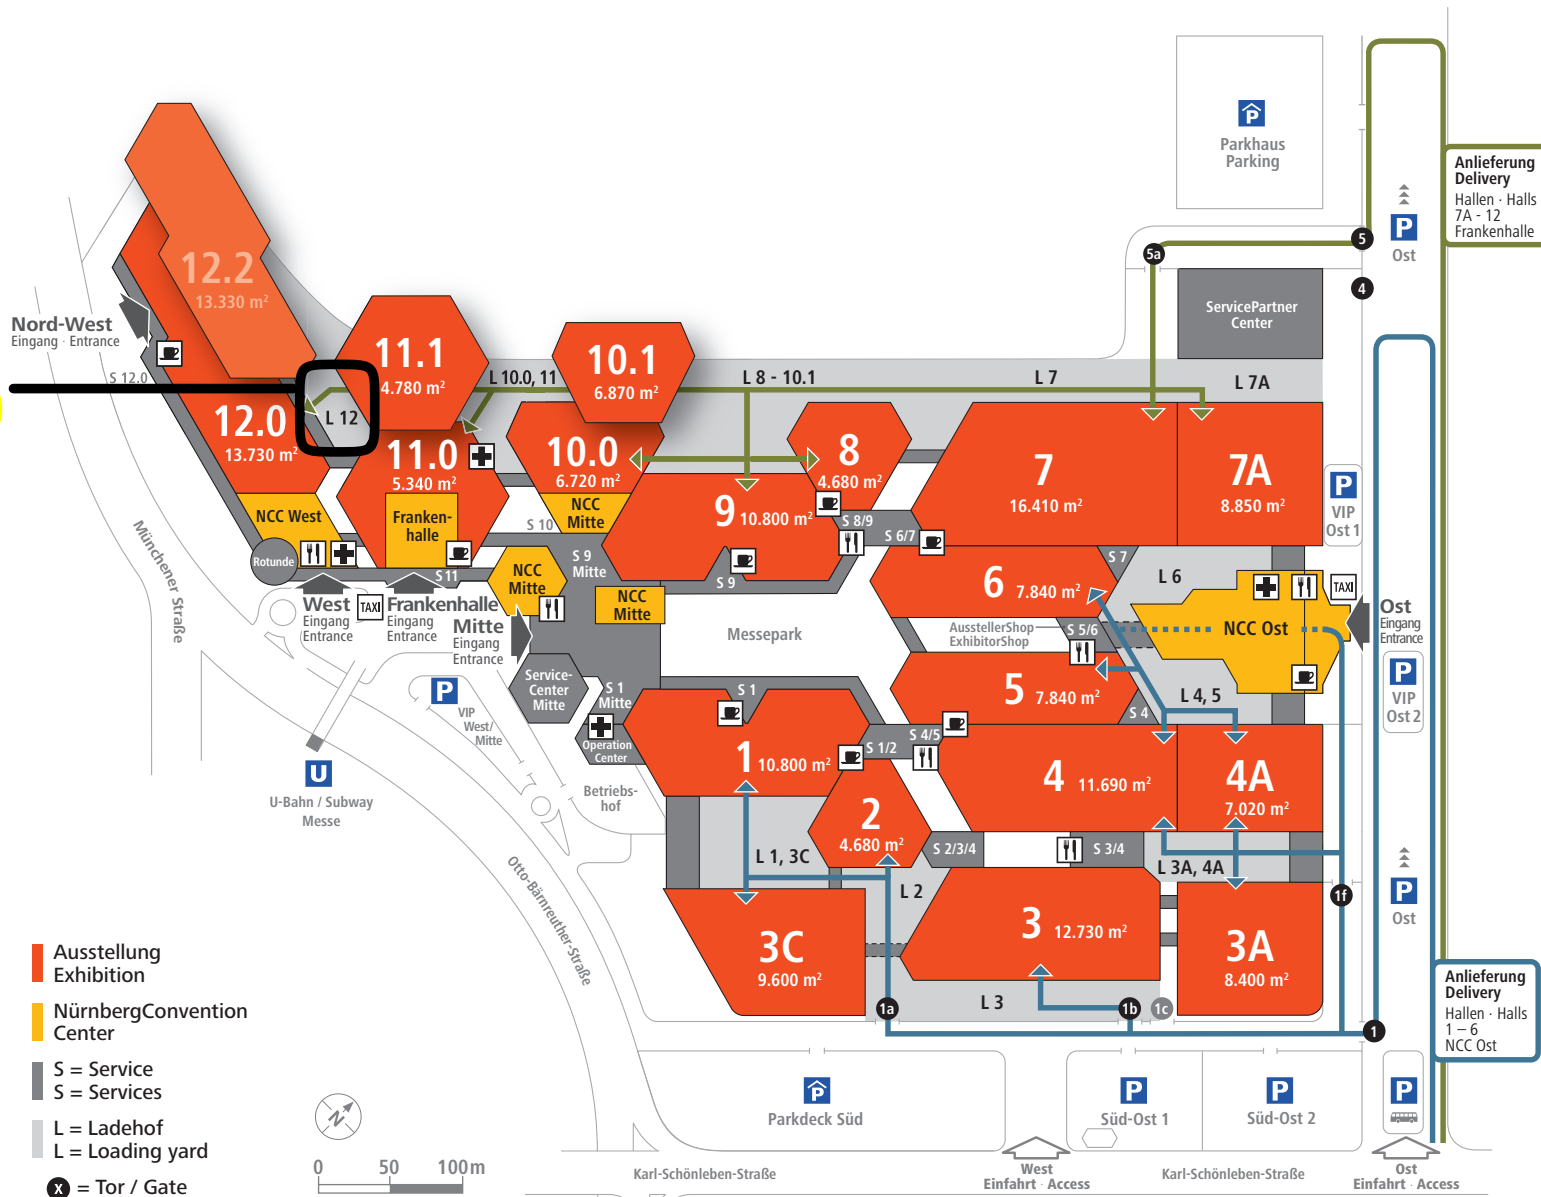 Parkhaus
Parking
Anlieferung
Delivery
Hallen · Halls
7A - 12
Frankenhalle
P
Ost
5
5a
4
ServicePartner
Center
12.2
13.330 m²
Nord-West
Eingang · Entrance
S 12.0
11.1
4.780 m²
L 10.0, 11
10.1
6.870 m²
L 8 - 10.1
L 7
L 7A
L 12
12.0
13.730 m²
11.0
5.340 m²
10.0
6.720 m²
8
4.680 m²
7
16.410 m²
7A
8.850 m²
P
VIP
Ost 1
NCC West
Franken-
halle
NCC
Mitte
9 10.800 m²
S 10
S 8/9
S 6/7
Rotunde
S 11
NCC
Mitte
S 9
Mitte
S 9
NCC
Mitte
6 7.840 m²
S 7
L 6
TAXI
West
Eingang
Entrance
TAXI
Frankenhalle
Eingang
Entrance
Mitte
Eingang
Entrance
Messepark
AusstellerShop
ExhibitorShop
S 5/6
NCC Ost
Ost
Eingang
Entrance
Münchener Straße
Service-
Center
Mitte
S 1
Mitte
S 1
5 7.840 m²
S 4
L 4, 5
P
VIP
Ost 2
P
VIP
West/
Mitte
Operation
Center
1 10.800 m²
S 1/2
S 4/5
4 11.690 m²
4A
7.020 m²
U
U-Bahn / Subway
Messe
Betriebs-
hof
2
4.680 m²
S 2/3/4
S 3/4
L 1, 3C
L 3A, 4A
L 2
Otto-Bärnreuther-Straße
3C
9.600 m²
3 12.730 m²
3A
8.400 m²
1f
P
Ost
L 3
1a
1b
1c
1
Anlieferung
Delivery
Hallen · Halls
1 – 6
NCC Ost
Ausstellung
Exhibition
NürnbergConvention
Center
S = Service
S = Services
L = Ladehof
L = Loading yard
X = Tor / Gate
N
0 50 100m
P
Parkdeck Süd
P
Süd-Ost 1
P
Süd-Ost 2
P
Karl-Schönleben-Straße
West
Einfahrt · Access
Karl-Schönleben-Straße
Ost
Einfahrt · Access